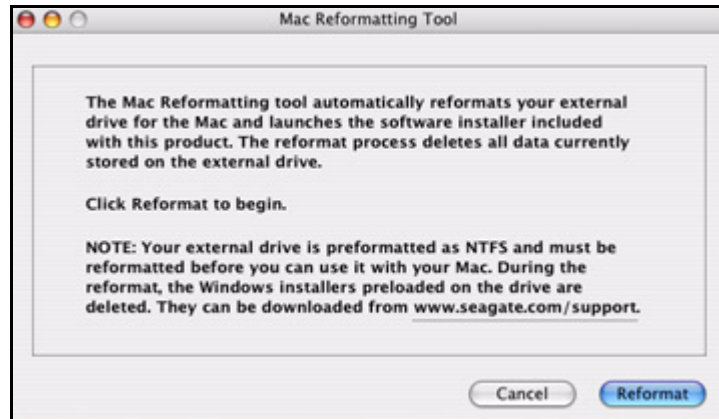 Mac Reformatting Tool
The Mac Reformatting tool automatically reformats your external
drive for the Mac and launches the software installer included
with this product. The reformat process deletes all data currently
stored on the external drive.
Click Reformat to begin.
NOTE: Your external drive is preformatted as NTFS and must be
reformatted before you can use it with your Mac. During the
reformat, the Windows installers preloaded on the drive are
deleted. They can be downloaded from www.seagate.com/support.
Cancel
Reformat